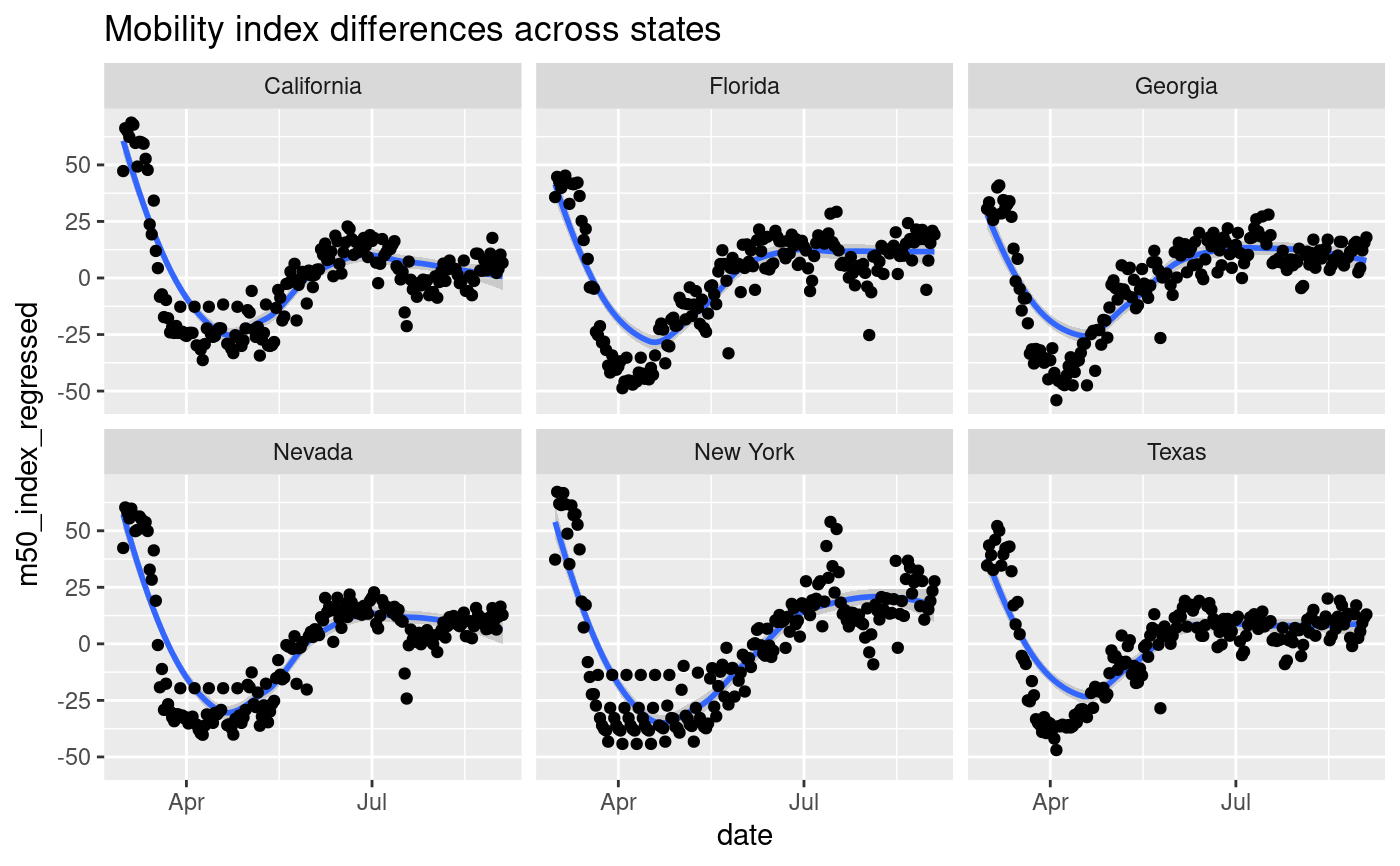 Mobility index differences across states
California Florida Georgia
50
25
0
-25
-50
m50_index_regressed
Nevada New York Texas
50
25
0
-25
-50
Apr Jul Apr Jul Apr Jul
date